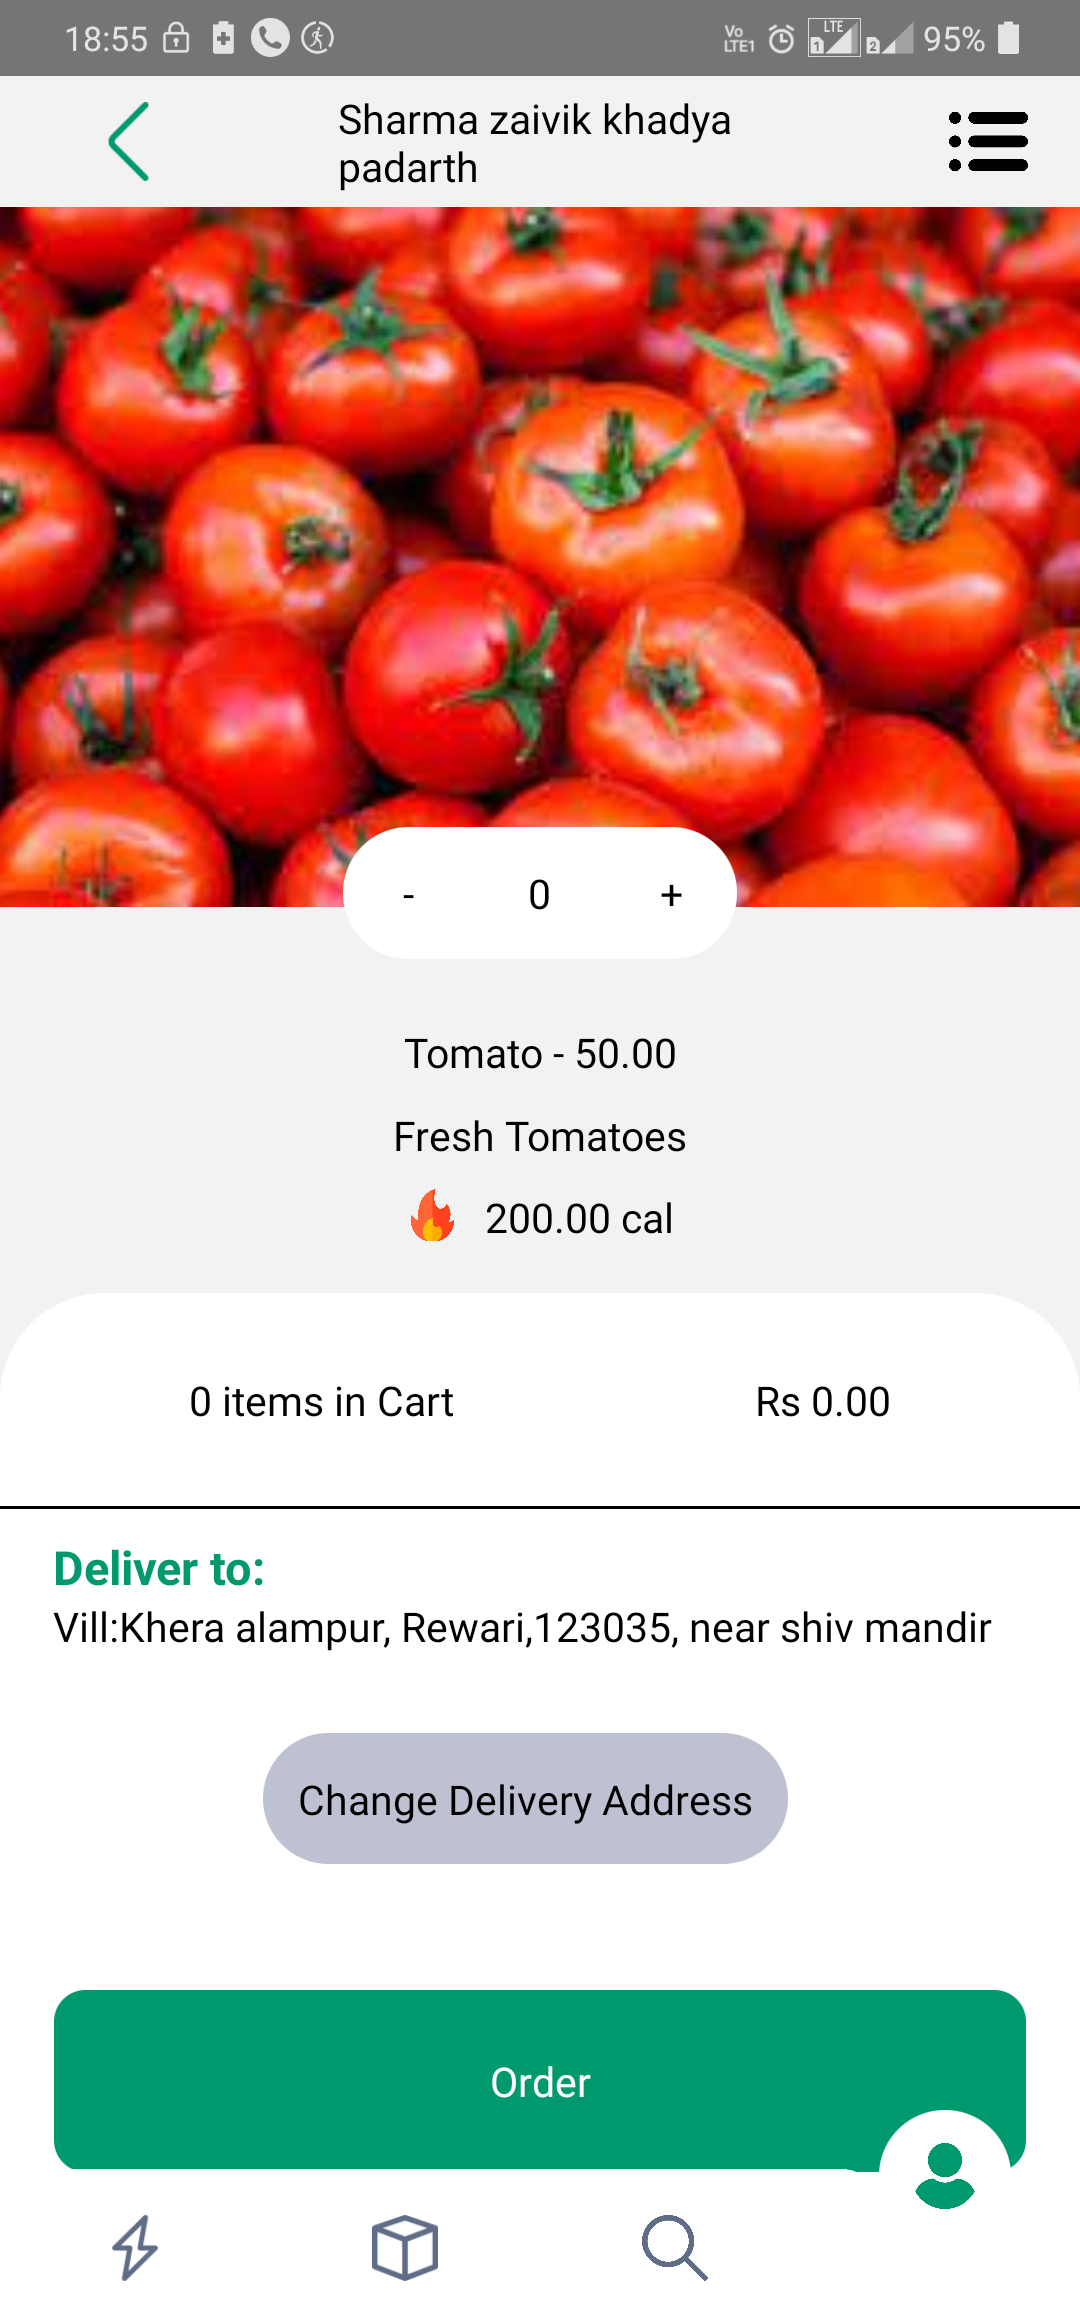 18:55
Vo LTE1 LTE 1 2 95%
Sharma zaivik khadya
padarth
- 0 +
Tomato - 50.00
Fresh Tomatoes
200.00 cal
0 items in Cart Rs 0.00
Deliver to:
Vill:Khera alampur, Rewari,123035, near shiv mandir
Change Delivery Address
Order